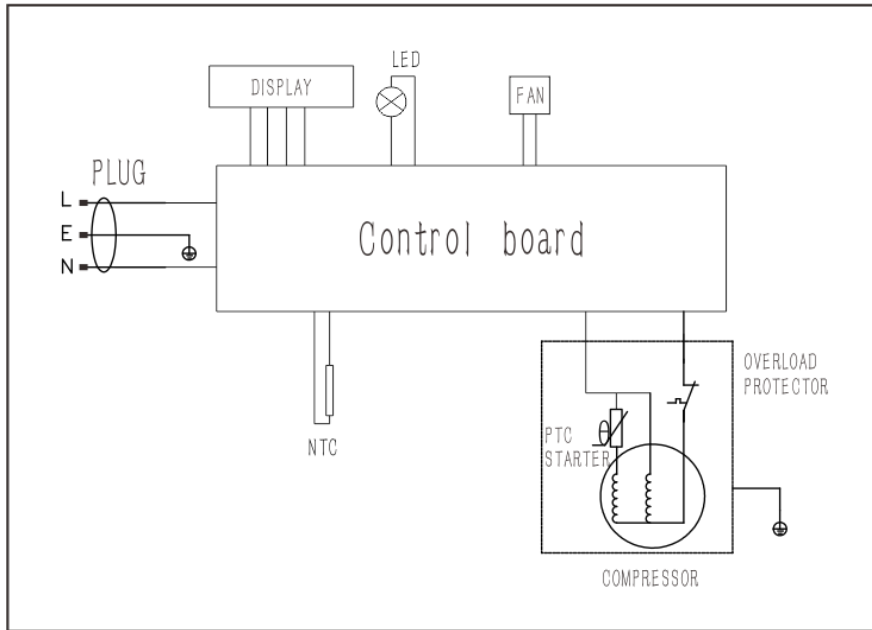 LED
DISPLAY
FAN
PLUG
L
E
N
Control board
OVERLOAD
PROTECTOR
PTC
STARTER
NTC
COMPRESSOR